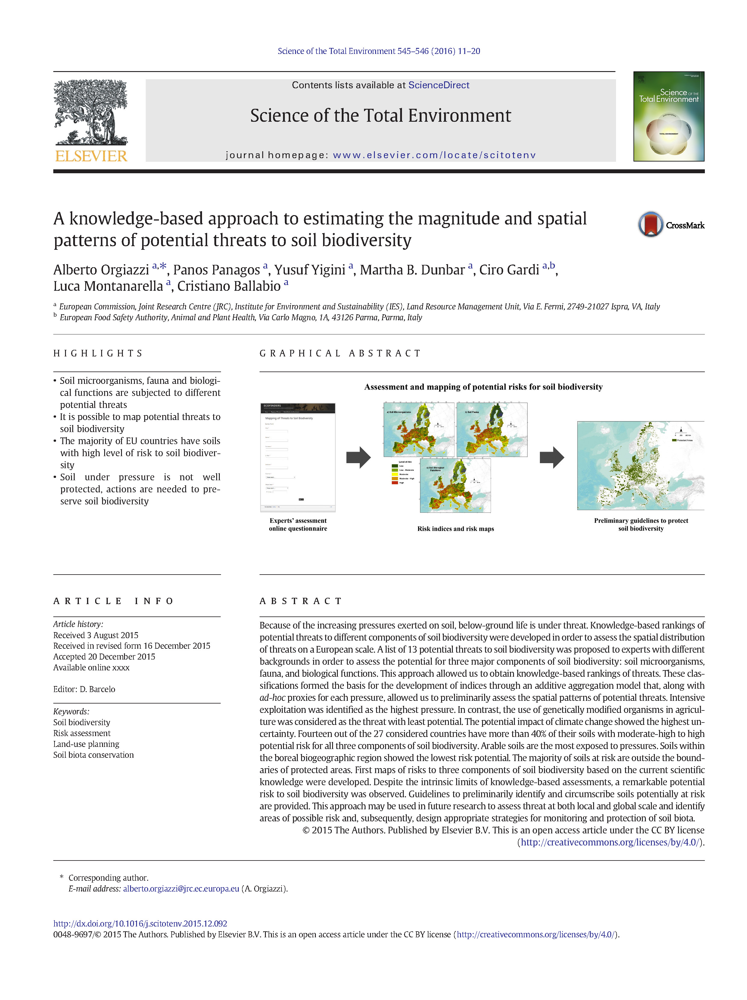 Science of the Total Environment 545–546 (2016) 11–20
Contents lists available at ScienceDirect
Science of the Total Environment
journal homepage: www.elsevier.com/locate/scitotenv
ELSEVIER
Science OF THE
Total Environment
TOTAL ENVIRONMENT
A knowledge-based approach to estimating the magnitude and spatial
patterns of potential threats to soil biodiversity
CrossMark
Alberto Orgiazzi a,*, Panos Panagos a, Yusuf Yigini a, Martha B. Dunbar a, Ciro Gardi a,b,
Luca Montanarella a, Cristiano Ballabio a
a European Commission, Joint Research Centre (JRC), Institute for Environment and Sustainability (IES), Land Resource Management Unit, Via E. Fermi, 2749-21027 Ispra, VA, Italy
b European Food Safety Authority, Animal and Plant Health, Via Carlo Magno, 1A, 43126 Parma, Parma, Italy
HIGHLIGHTS
• Soil microorganisms, fauna and biologi-
cal functions are subjected to different
potential threats
• It is possible to map potential threats to
soil biodiversity
• The majority of EU countries have soils
with high level of risk to soil biodiver-
sity
• Soil under pressure is not well
protected, actions are needed to pre-
serve soil biodiversity
GRAPHICAL ABSTRACT
Assessment and mapping of potential risks for soil biodiversity
ECOFINDERS
Mapping of Threats to Soil Biodiversity
Experts' assessment
online questionnaire
a) Soil Microorganisms
b) Soil Fauna
c) Soil Biological
Functions
Level of risk
Low
Low - Moderate
Moderate
Moderate - High
High
Risk indices and risk maps
Protected Areas
Preliminary guidelines to protect
soil biodiversity
ARTICLE INFO
Article history:
Received 3 August 2015
Received in revised form 16 December 2015
Accepted 20 December 2015
Available online xxxx
Editor: D. Barcelo
Keywords:
Soil biodiversity
Risk assessment
Land-use planning
Soil biota conservation
ABSTRACT
Because of the increasing pressures exerted on soil, below-ground life is under threat. Knowledge-based rankings of
potential threats to different components of soil biodiversity were developed in order to assess the spatial distribution
of threats on a European scale. A list of 13 potential threats to soil biodiversity was proposed to experts with different
backgrounds in order to assess the potential for three major components of soil biodiversity: soil microorganisms,
fauna, and biological functions. This approach allowed us to obtain knowledge-based rankings of threats. These clas-
sifications formed the basis for the development of indices through an additive aggregation model that, along with
ad-hoc proxies for each pressure, allowed us to preliminarily assess the spatial patterns of potential threats. Intensive
exploitation was identified as the highest pressure. In contrast, the use of genetically modified organisms in agricul-
ture was considered as the threat with least potential. The potential impact of climate change showed the highest un-
certainty. Fourteen out of the 27 considered countries have more than 40% of their soils with moderate-high to high
potential risk for all three components of soil biodiversity. Arable soils are the most exposed to pressures. Soils within
the boreal biogeographic region showed the lowest risk potential. The majority of soils at risk are outside the bound-
aries of protected areas. First maps of risks to three components of soil biodiversity based on the current scientific
knowledge were developed. Despite the intrinsic limits of knowledge-based assessments, a remarkable potential
risk to soil biodiversity was observed. Guidelines to preliminarily identify and circumscribe soils potentially at risk
are provided. This approach may be used in future research to assess threat at both local and global scale and identify
areas of possible risk and, subsequently, design appropriate strategies for monitoring and protection of soil biota.
© 2015 The Authors. Published by Elsevier B.V. This is an open access article under the CC BY license
(http://creativecommons.org/licenses/by/4.0/).
* Corresponding author.
E-mail address: alberto.orgiazzi@jrc.ec.europa.eu (A. Orgiazzi).
http://dx.doi.org/10.1016/j.scitotenv.2015.12.092
0048-9697/© 2015 The Authors. Published by Elsevier B.V. This is an open access article under the CC BY license (http://creativecommons.org/licenses/by/4.0/).